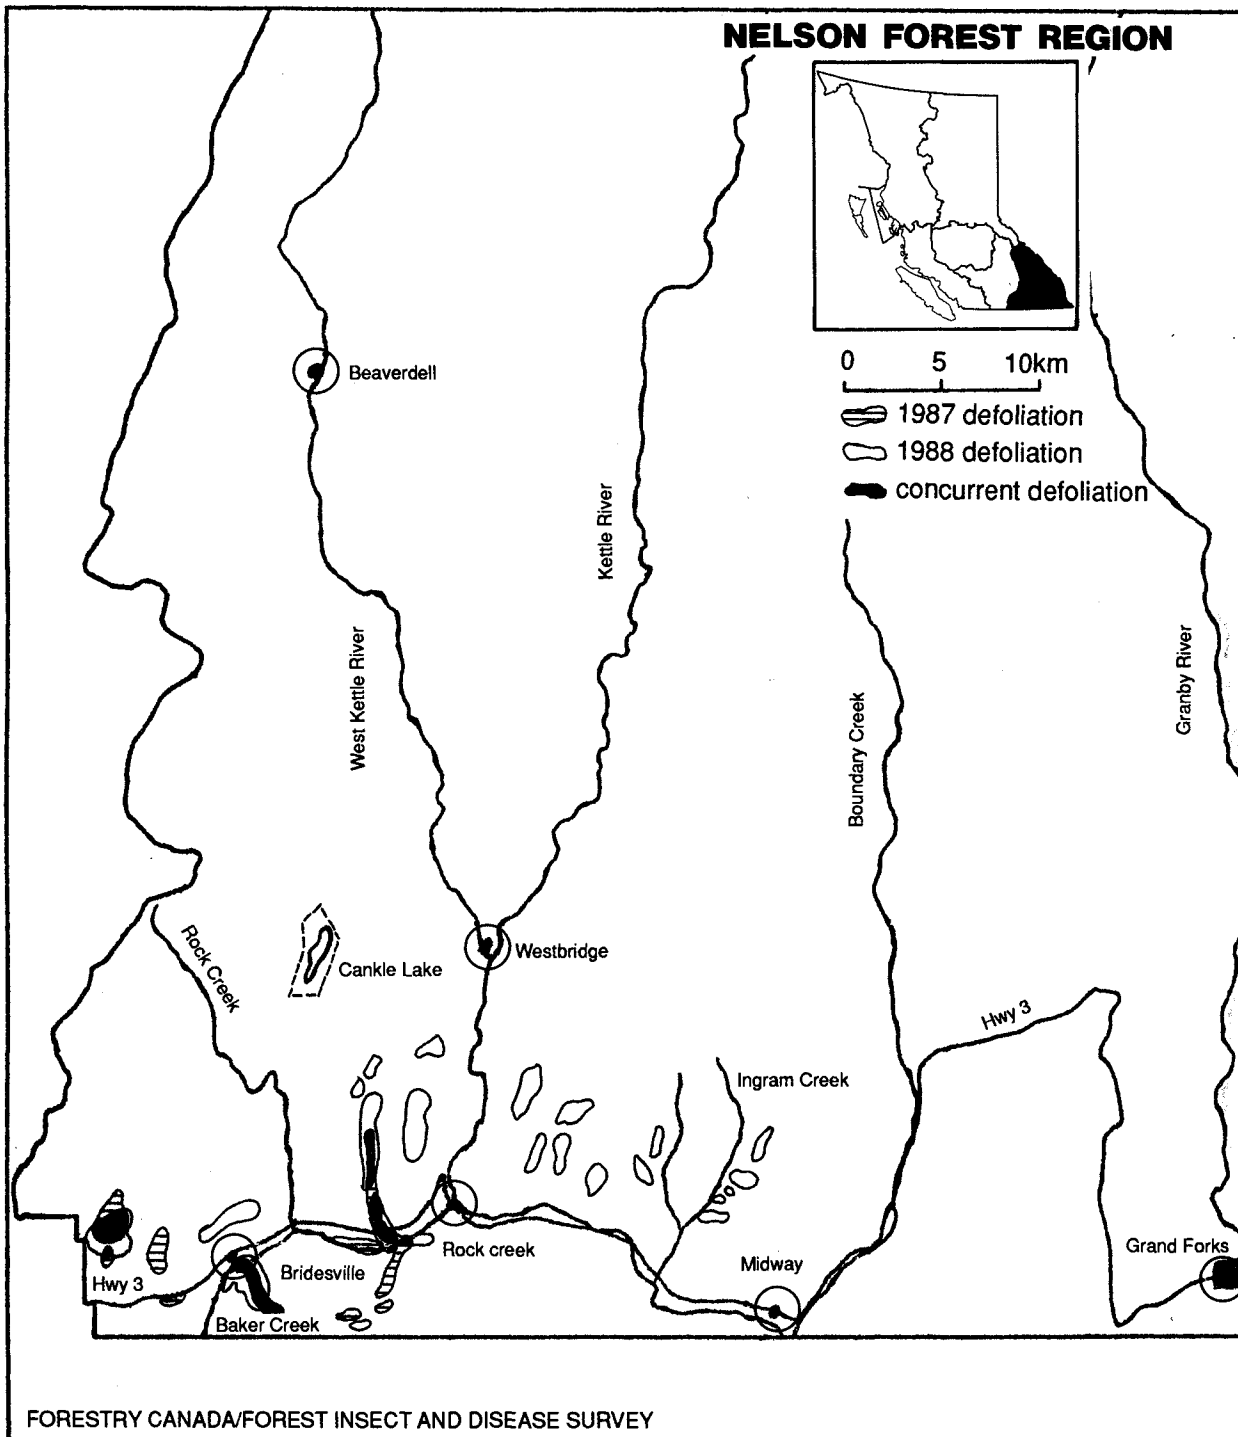 NELSON FOREST REGION
0 5 10km
1987 defoliation
1988 defoliation
concurrent defoliation
Beaverdell
Kettle River
West Kettle River
Boundary Creek
Granby River
Rock Creek
Cankle Lake
Westbridge
Hwy 3
Ingram Creek
Rock creek
Grand Forks
Midway
Bridesville
Hwy 3
Baker Creek
FORESTRY CANADA/FOREST INSECT AND DISEASE SURVEY